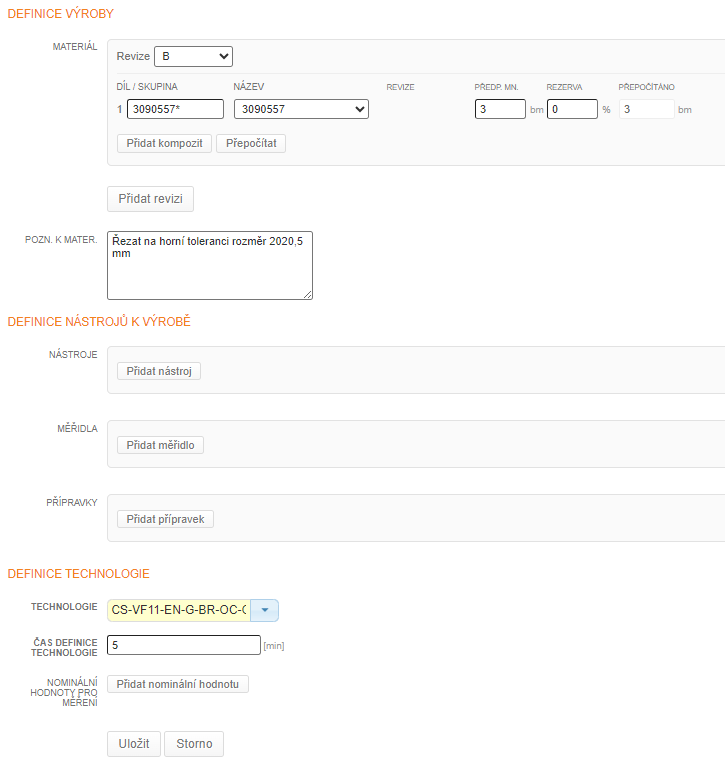 DEFINICE VÝROBY
MATERIÁL
Revize B
DÍL / SKUPINA NÁZEV REVIZE PŘEDP. MN. REZERVA PŘEPOČÍTÁNO
1 3090557* 3090557 3 bm 0 % 3 bm
Přidat kompozit Přepočítat
Přidat revizi
POZN. K MATER.
Řezat na horní toleranci rozměr 2020,5
mm
DEFINICE NÁSTROJŮ K VÝROBĚ
NÁSTROJE
Přidat nástroj
MĚŘIDLA
Přidat měřidlo
PŘÍPRAVKY
Přidat přípravek
DEFINICE TECHNOLOGIE
TECHNOLOGIE CS-VF11-EN-G-BR-OC-
ČAS DEFINICE
TECHNOLOGIE
5 [min]
NOMINÁLNÍ
HODNOTY PRO
MĚŘENÍ
Přidat nominální hodnotu
Uložit Storno